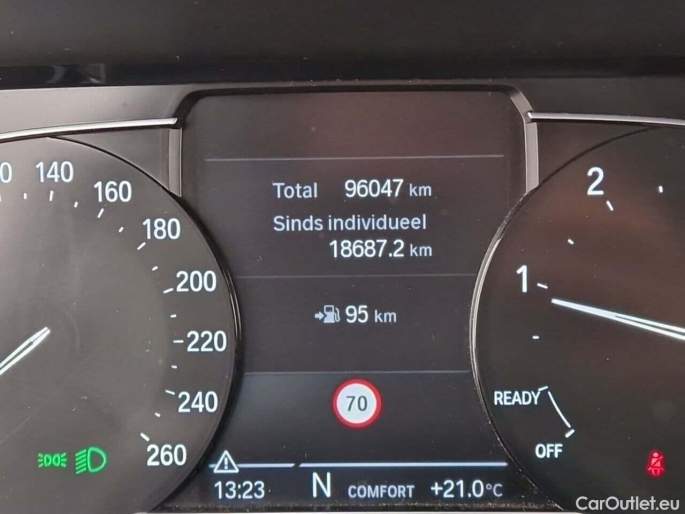 Total 96047 km
Sinds individueel
18687.2 km
95 km
70
140
160
180
200
220
240
260
2
1
READY
OFF
13:23 N COMFORT +21.0°C
CarOutlet.eu